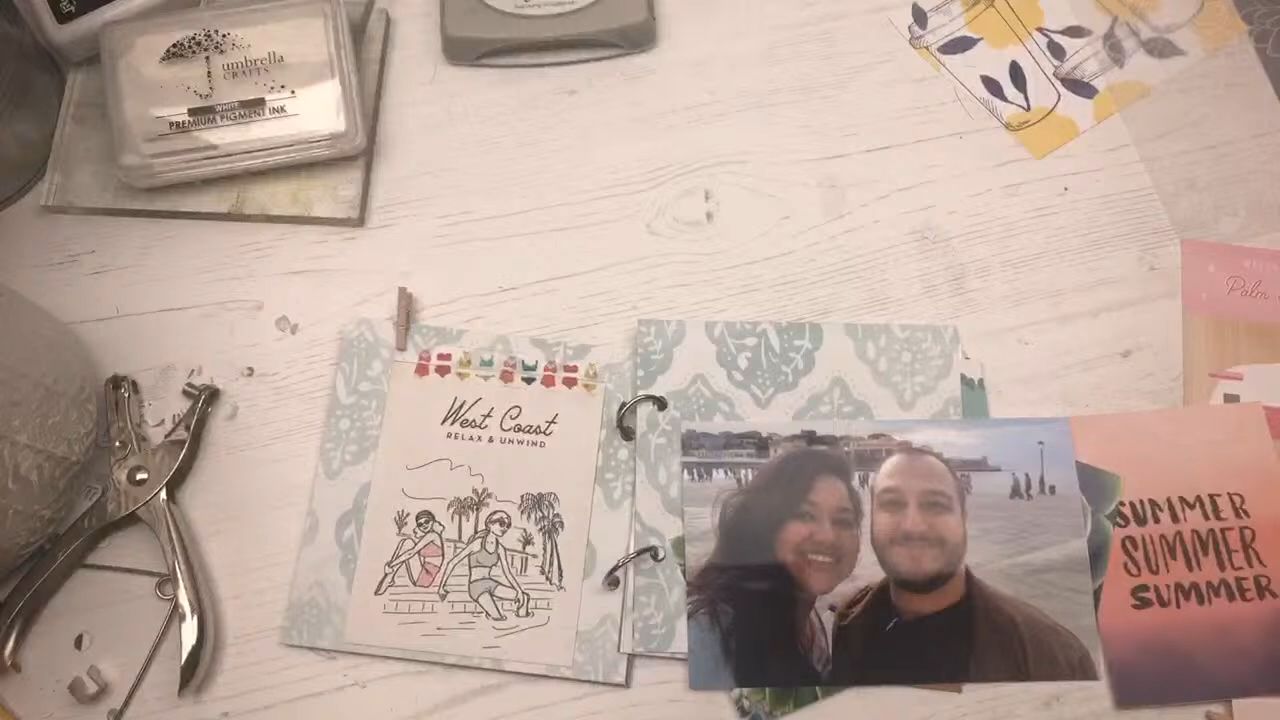 umbrella
CRAFTS
WHITE
PREMIUM PIGMENT INK
Palm
West Coast
RELAX & UNWIND
SUMMER
SUMMER
SUMMER